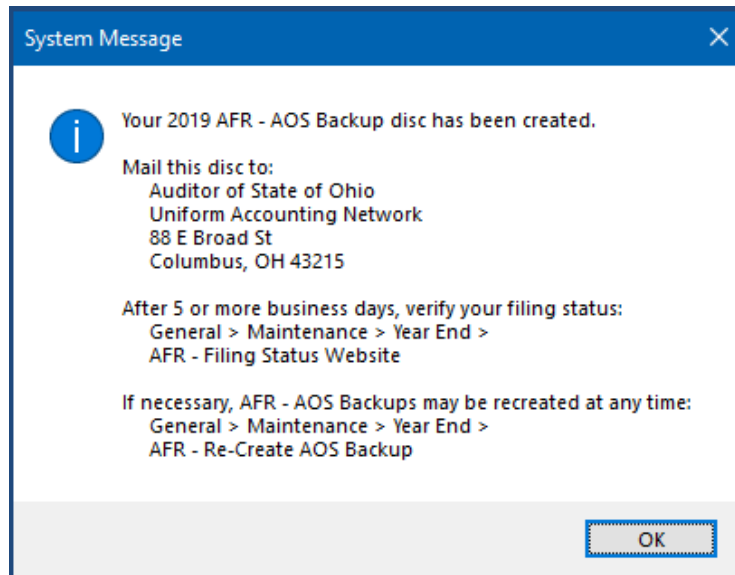 System Message
Your 2019 AFR - AOS Backup disc has been created.
Mail this disc to:
Auditor of State of Ohio
Uniform Accounting Network
88 E Broad St
Columbus, OH 43215
After 5 or more business days, verify your filing status:
General > Maintenance > Year End >
AFR - Filing Status Website
If necessary, AFR - AOS Backups may be recreated at any time:
General > Maintenance > Year End >
AFR - Re-Create AOS Backup
OK